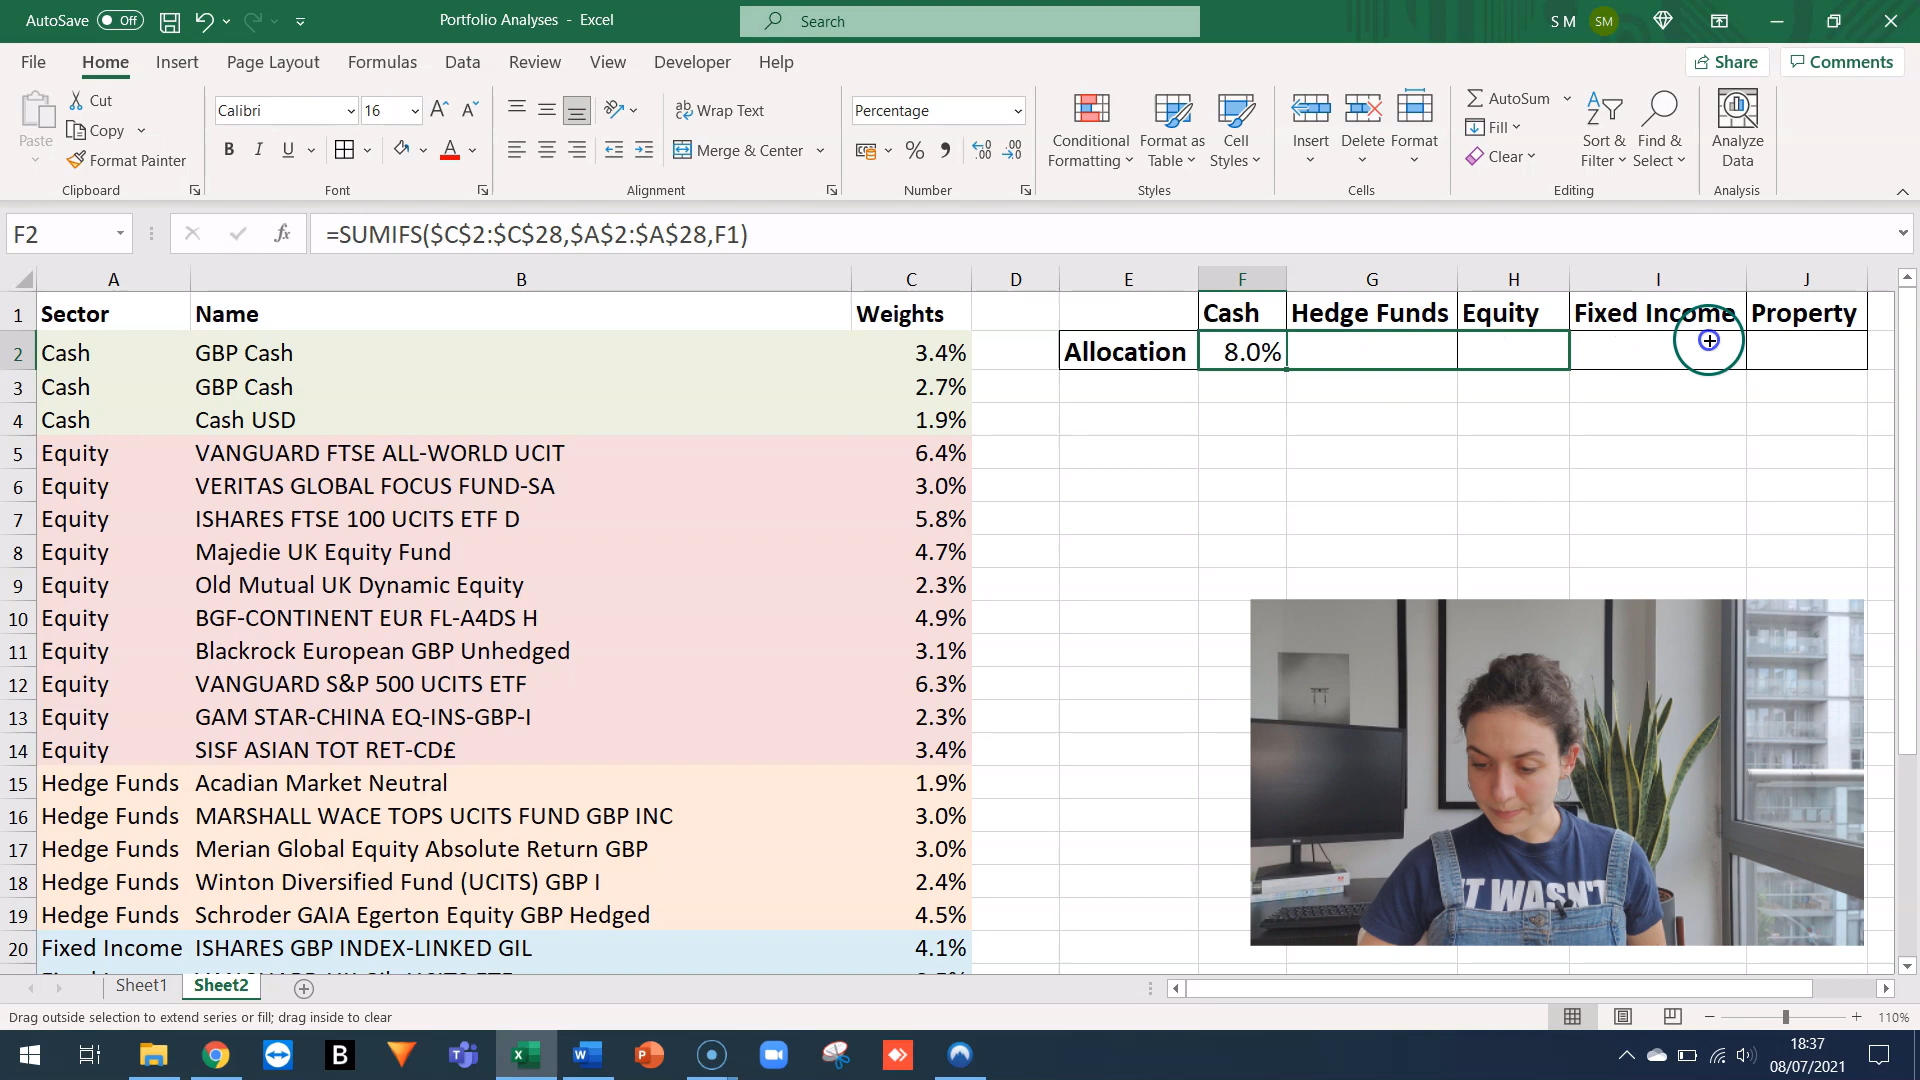 AutoSave Off
Portfolio Analyses - Excel
Search
S M SM
File Home Insert Page Layout Formulas Data Review View Developer Help
Share Comments
Paste
Cut
Copy
Format Painter
Clipboard
Calibri 16
B I U
Font
Wrap Text
Merge & Center
Alignment
Percentage
Number
Conditional Formatting
Format as Table
Cell Styles
Styles
Insert Delete Format
Cells
AutoSum
Fill
Clear
Sort & Filter
Find & Select
Editing
Analyze Data
Analysis
F2 fx =SUMIFS($C$2:$C$28,$A$2:$A$28,F1)
A B C D E F G H I J
1 Sector Name Weights Cash Hedge Funds Equity Fixed Income Property
2 Cash GBP Cash 3.4% Allocation 8.0%
3 Cash GBP Cash 2.7%
4 Cash Cash USD 1.9%
5 Equity VANGUARD FTSE ALL-WORLD UCIT 6.4%
6 Equity VERITAS GLOBAL FOCUS FUND-SA 3.0%
7 Equity ISHARES FTSE 100 UCITS ETF D 5.8%
8 Equity Majedie UK Equity Fund 4.7%
9 Equity Old Mutual UK Dynamic Equity 2.3%
10 Equity BGF-CONTINENT EUR FL-A4DS H 4.9%
11 Equity Blackrock European GBP Unhedged 3.1%
12 Equity VANGUARD S&P 500 UCITS ETF 6.3%
13 Equity GAM STAR-CHINA EQ-INS-GBP-I 2.3%
14 Equity SISF ASIAN TOT RET-CD£ 3.4%
15 Hedge Funds Acadian Market Neutral 1.9%
16 Hedge Funds MARSHALL WACE TOPS UCITS FUND GBP INC 3.0%
17 Hedge Funds Merian Global Equity Absolute Return GBP 3.0%
18 Hedge Funds Winton Diversified Fund (UCITS) GBP I 2.4%
19 Hedge Funds Schroder GAIA Egerton Equity GBP Hedged 4.5%
20 Fixed Income ISHARES GBP INDEX-LINKED GIL 4.1%
IT WASN'T
Sheet1 Sheet2
Drag outside selection to extend series or fill; drag inside to clear
110%
18:37
08/07/2021